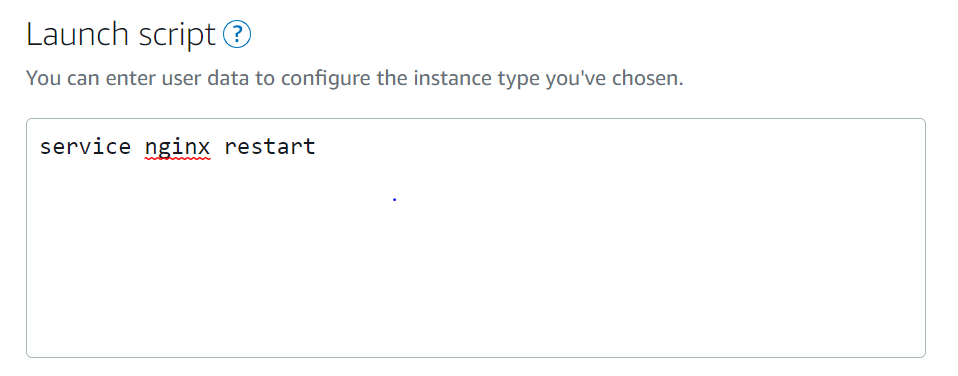 Launch script ?
You can enter user data to configure the instance type you've chosen.
service nginx restart